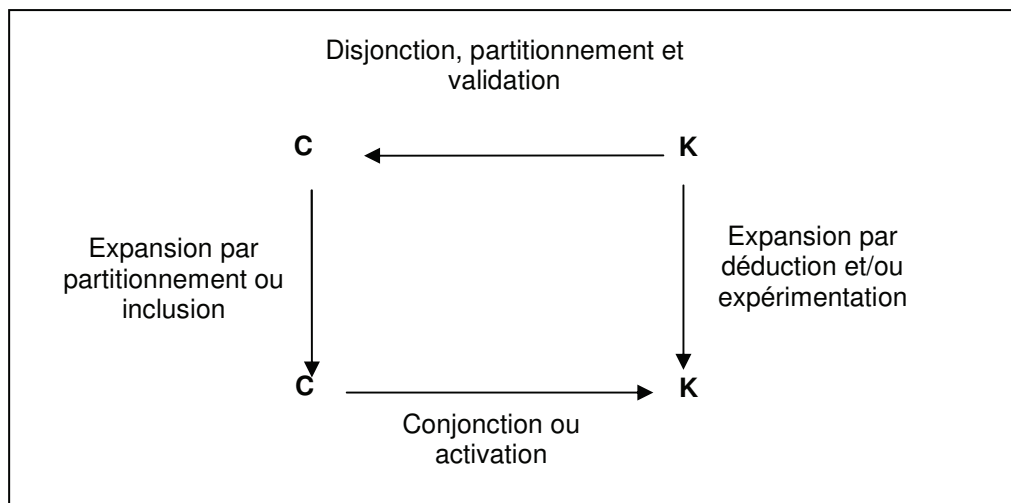 Disjonction, partitionnement et
validation
C K
Expansion par
partitionnement ou
inclusion
Expansion par
déduction et/ou
expérimentation
C K
Conjonction ou
activation